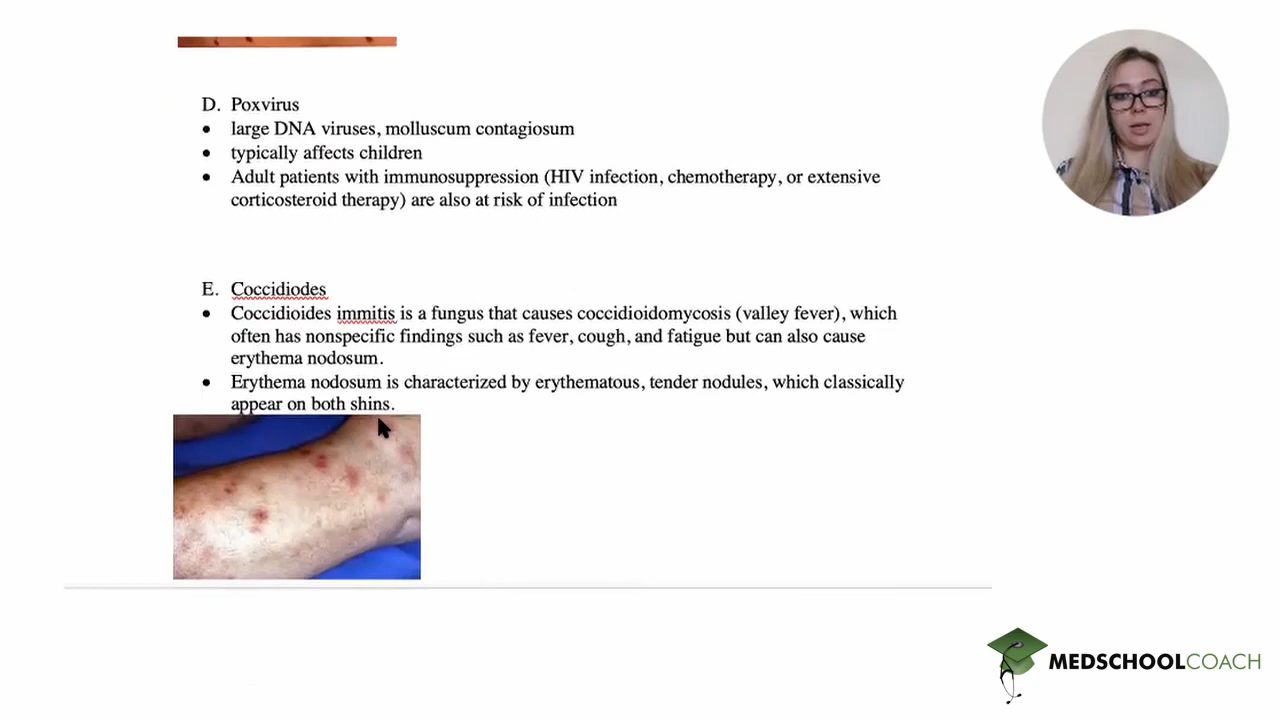 D. Poxvirus
• large DNA viruses, molluscum contagiosum
• typically affects children
• Adult patients with immunosuppression (HIV infection, chemotherapy, or extensive
corticosteroid therapy) are also at risk of infection
E. Coccidiodes
• Coccidioides immitis is a fungus that causes coccidioidomycosis (valley fever), which
often has nonspecific findings such as fever, cough, and fatigue but can also cause
erythema nodosum.
• Erythema nodosum is characterized by erythematous, tender nodules, which classically
appear on both shins.
MEDSCHOOLCOACH